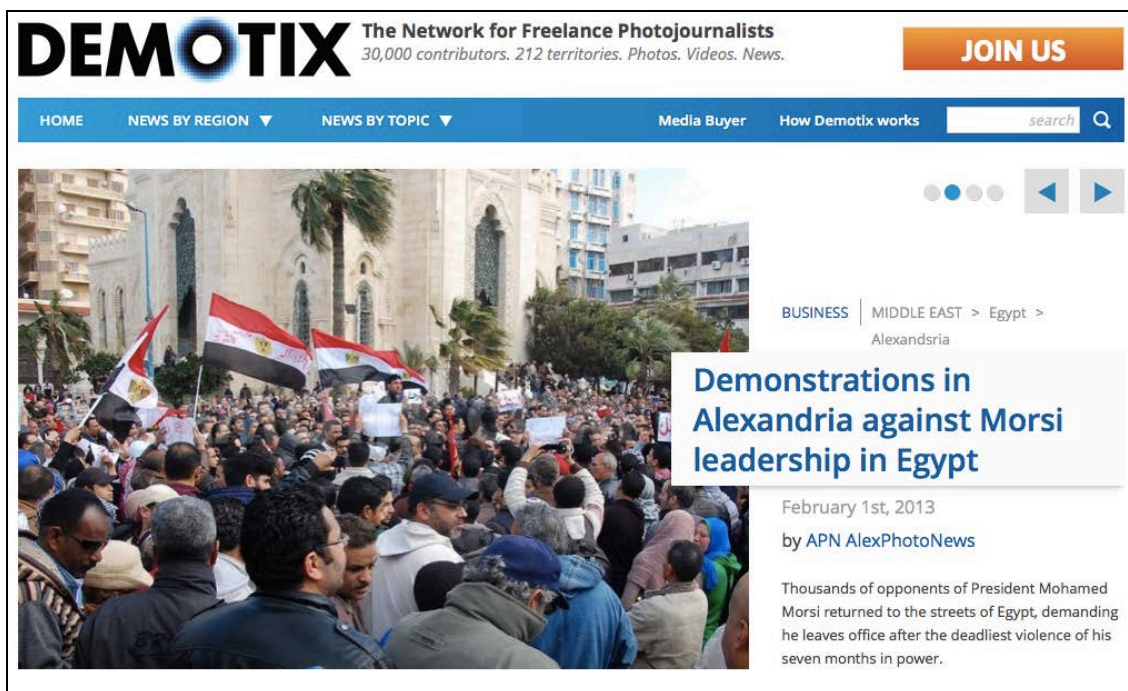 DEMOTIX
The Network for Freelance Photojournalists
30,000 contributors. 212 territories. Photos. Videos. News.
JOIN US
HOME NEWS BY REGION ▼ NEWS BY TOPIC ▼ Media Buyer How Demotix works search
BUSINESS MIDDLE EAST > Egypt >
Alexandsria
Demonstrations in
Alexandria against Morsi
leadership in Egypt
February 1st, 2013
by APN AlexPhotoNews
Thousands of opponents of President Mohamed
Morsi returned to the streets of Egypt, demanding
he leaves office after the deadliest violence of his
seven months in power.